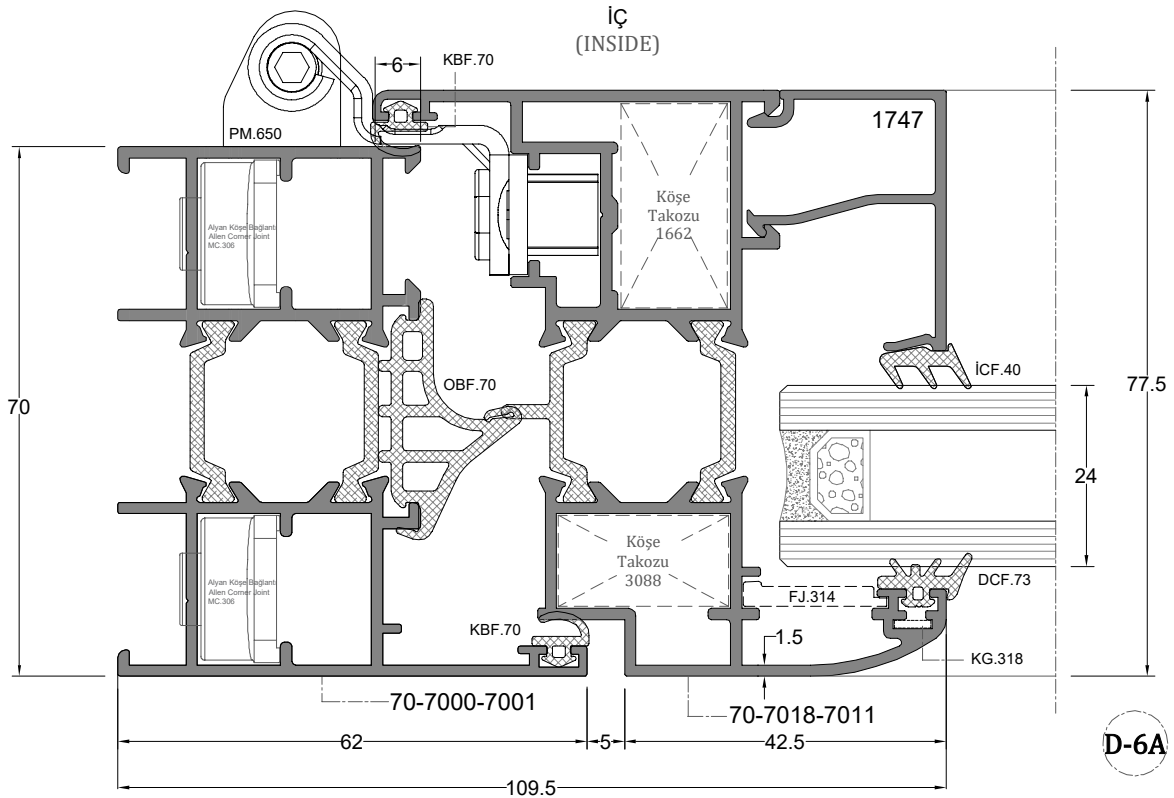 İÇ
(INSIDE)
6
KBF.70
PM.650
1747
Köşe
Takozu
1662
Alyan Köşe Bağlantı
Allen Corner Joint
MC.306
70
OBF.70
İCF.40
77.5
24
Köşe
Takozu
3088
Alyan Köşe Bağlantı
Allen Corner Joint
MC.306
FJ.314
DCF.73
KBF.70
1.5
KG.318
70-7000-7001
70-7018-7011
62
5
42.5
D-6A
109.5